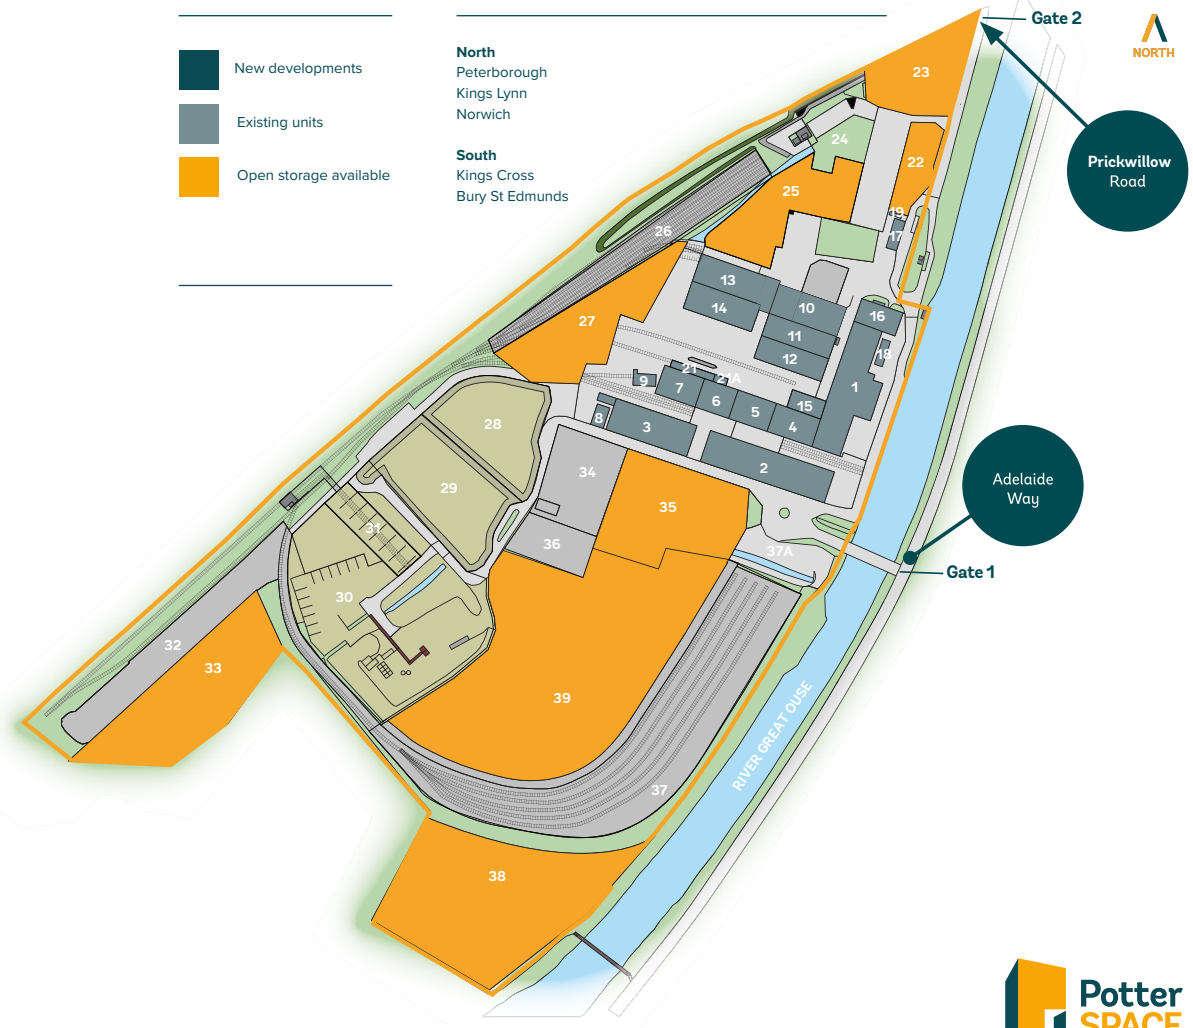 New developments
Existing units
Open storage available
North
Peterborough
Kings Lynn
Norwich
South
Kings Cross
Bury St Edmunds
Gate 2
NORTH
Prickwillow
Road
23
24
22
25
19
17
26
13
14
10
11
12
16
18
27
21
21A
9
7
6
5
15
4
1
8
3
2
28
29
34
35
36
31
37A
30
Adelaide
Way
Gate 1
32
33
39
37
RIVER GREAT OUSE
38
Potter
SPACE